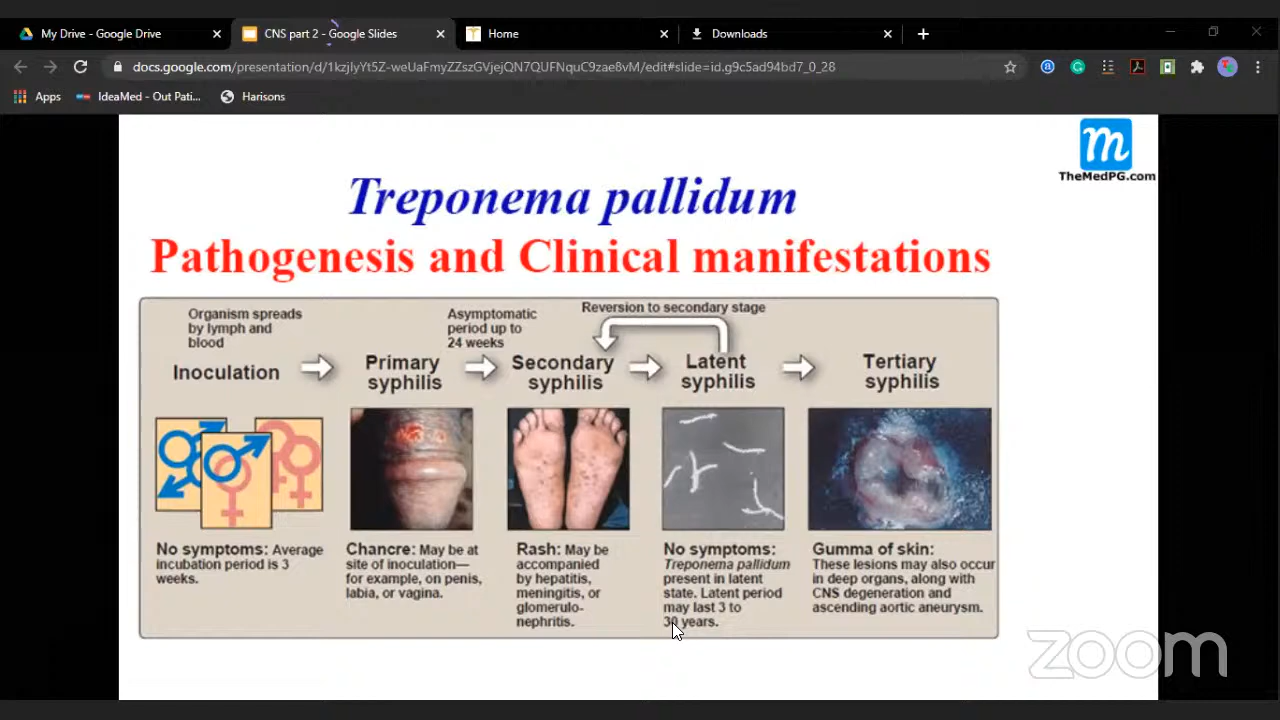 My Drive - Google Drive
CNS part 2 - Google Slides
Home
Downloads
docs.google.com/presentation/d/1kzjlyYt5Z-weUaFmyZZszGVjejQN7QUFNquC9zae8vM/edit#slide=id.g9c5ad94bd7_0_28
Apps
IdeaMed - Out Pati...
Harisons
m
TheMedPG.com
Treponema pallidum
Pathogenesis and Clinical manifestations
Organism spreads
by lymph and
blood
Inoculation
No symptoms: Average
incubation period is 3
weeks.
Primary
syphilis
Chancre: May be at
site of inoculation—
for example, on penis,
labia, or vagina.
Asymptomatic
period up to
24 weeks
Secondary
syphilis
Rash: May be
accompanied
by hepatitis,
meningitis, or
glomerulo-
nephritis.
Reversion to secondary stage
Latent
syphilis
No symptoms:
Treponema pallidum
present in latent
state. Latent period
may last 3 to
30 years.
Tertiary
syphilis
Gumma of skin:
These lesions may also occur
in deep organs, along with
CNS degeneration and
ascending aortic aneurysm.
zoom